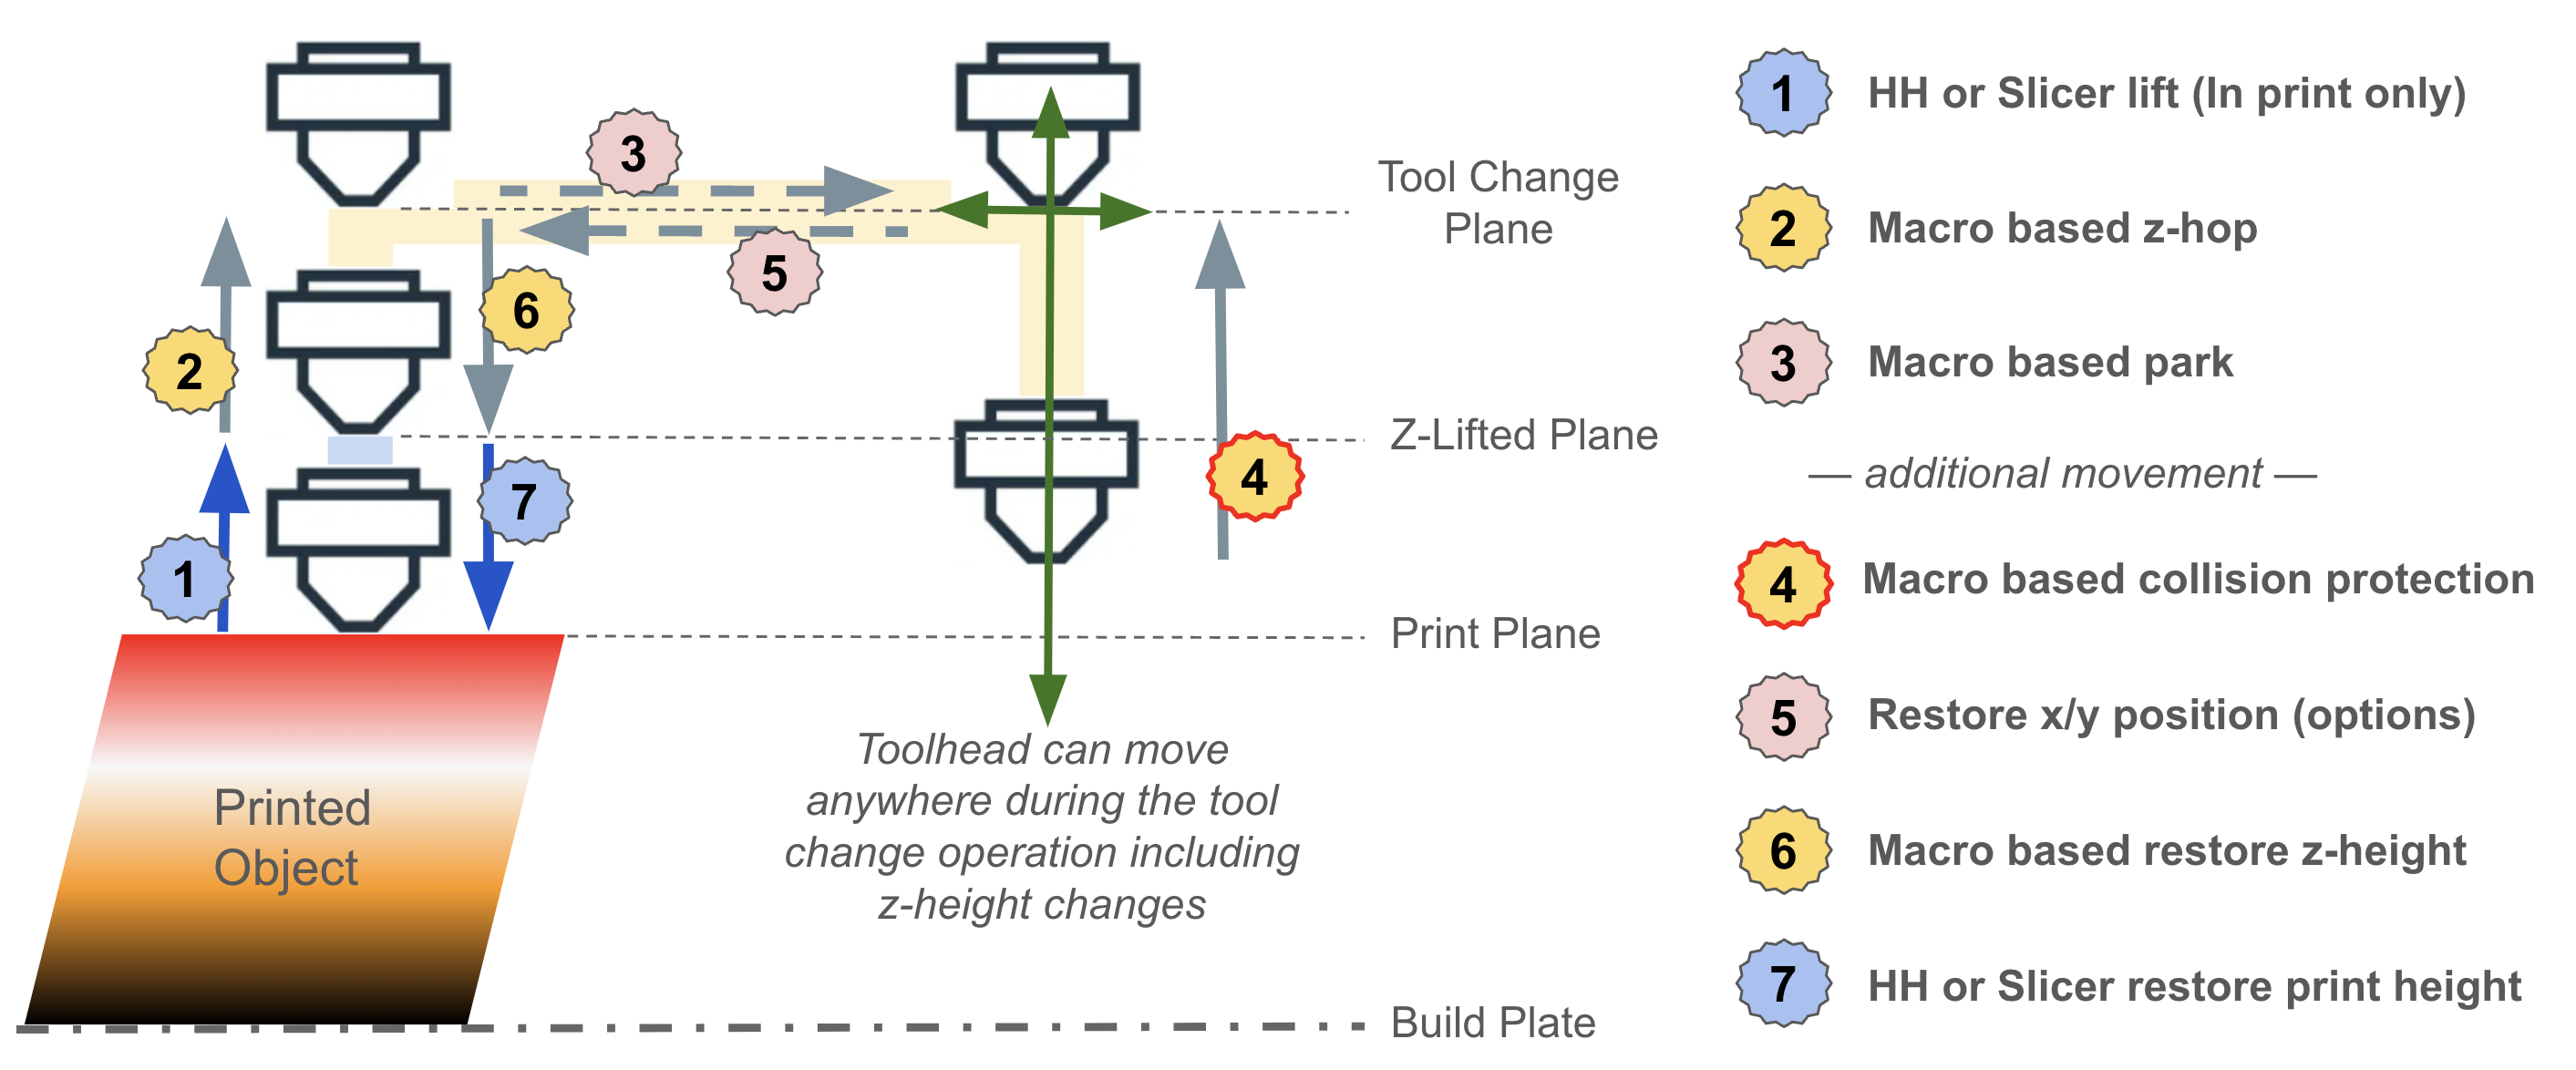 3
5
2
6
1
7
4
Tool Change
Plane
Z-Lifted Plane
Print Plane
Build Plate
Printed
Object
Toolhead can move
anywhere during the tool
change operation including
z-height changes
1 HH or Slicer lift (In print only)
2 Macro based z-hop
3 Macro based park
— additional movement —
4 Macro based collision protection
5 Restore x/y position (options)
6 Macro based restore z-height
7 HH or Slicer restore print height